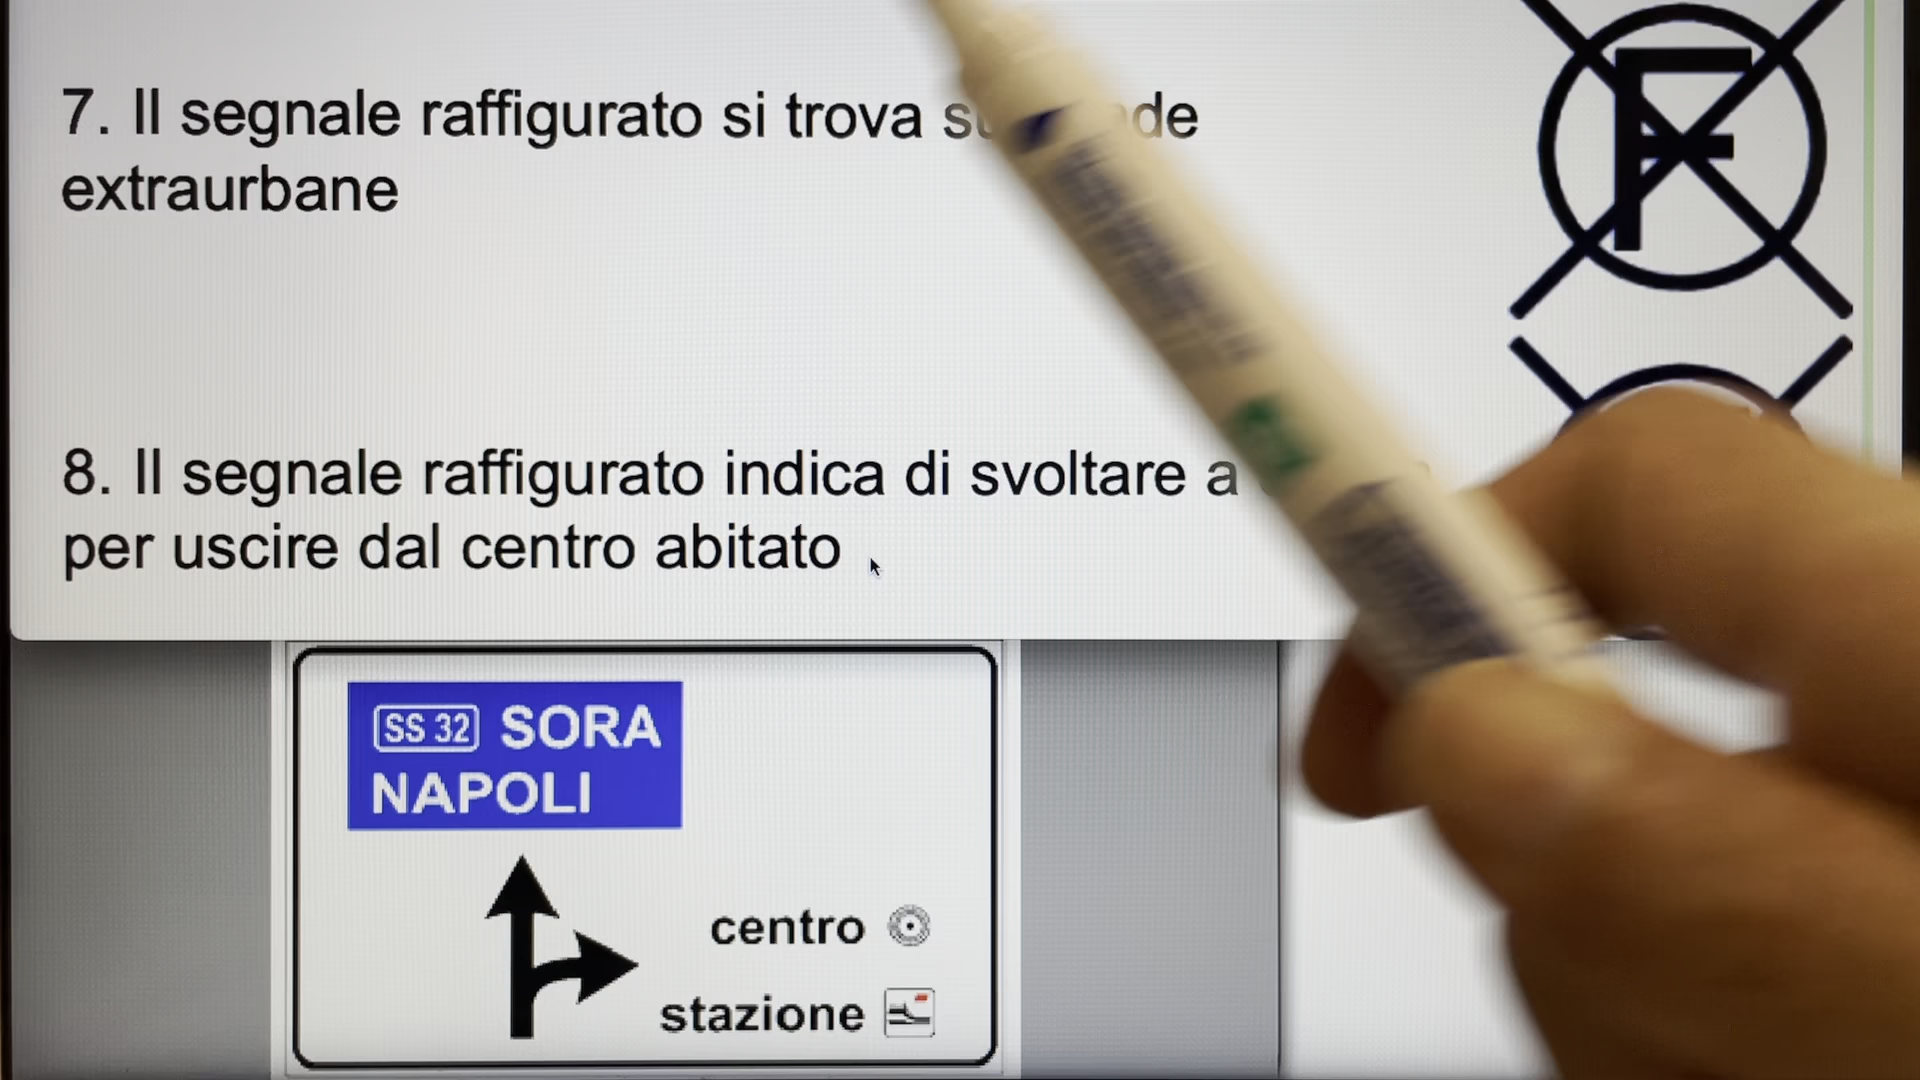 7. Il segnale raffigurato si trova
extraurbane
F
8. Il segnale raffigurato indica di svoltare a
per uscire dal centro abitato
SS 32 SORA
NAPOLI
centro
stazione